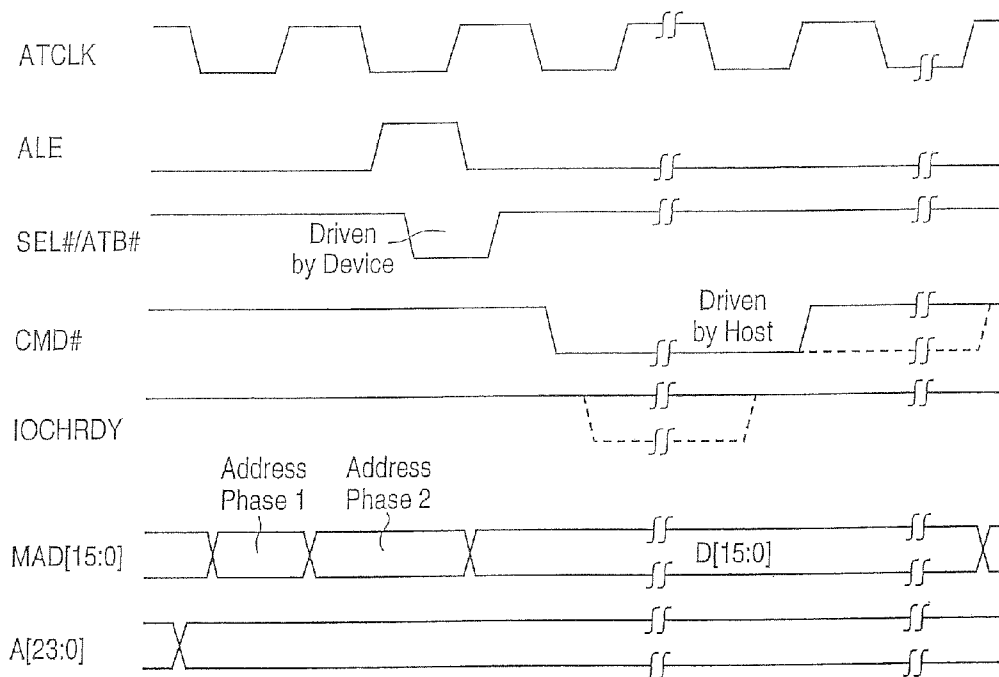 ATCLK
ALE
SEL#/ATB#
Driven
by Device
CMD#
Driven
by Host
IOCHRDY
Address
Phase 1
Address
Phase 2
MAD[15:0]
D[15:0]
A[23:0]